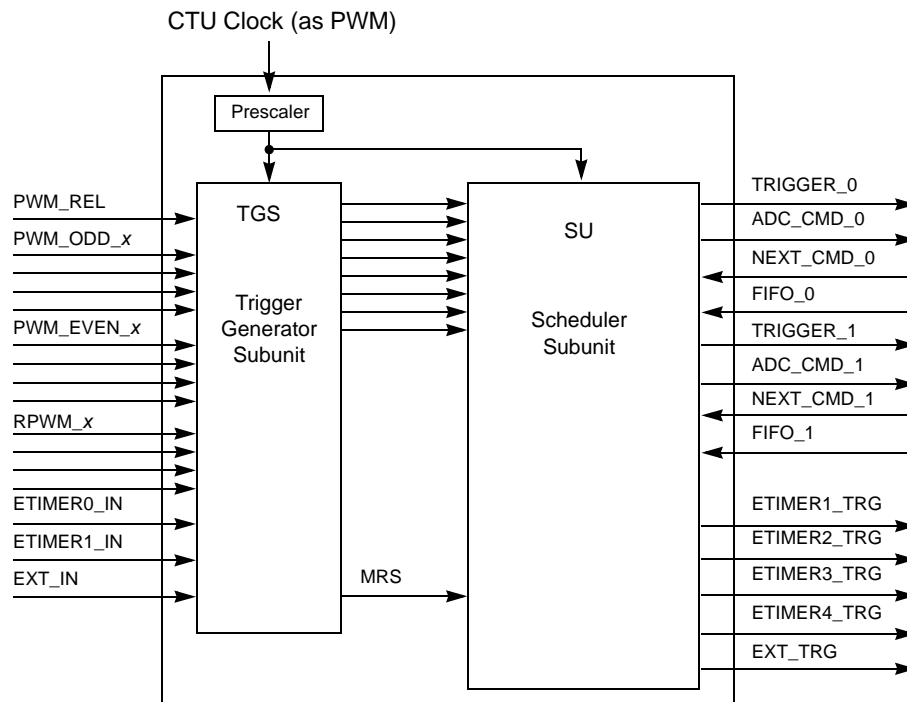 CTU Clock (as PWM)
Prescaler
PWM_REL
PWM_ODD_x
PWM_EVEN_x
RPWM_x
ETIMER0_IN
ETIMER1_IN
EXT_IN
TGS
Trigger
Generator
Subunit
MRS
SU
Scheduler
Subunit
TRIGGER_0
ADC_CMD_0
NEXT_CMD_0
FIFO_0
TRIGGER_1
ADC_CMD_1
NEXT_CMD_1
FIFO_1
ETIMER1_TRG
ETIMER2_TRG
ETIMER3_TRG
ETIMER4_TRG
EXT_TRG